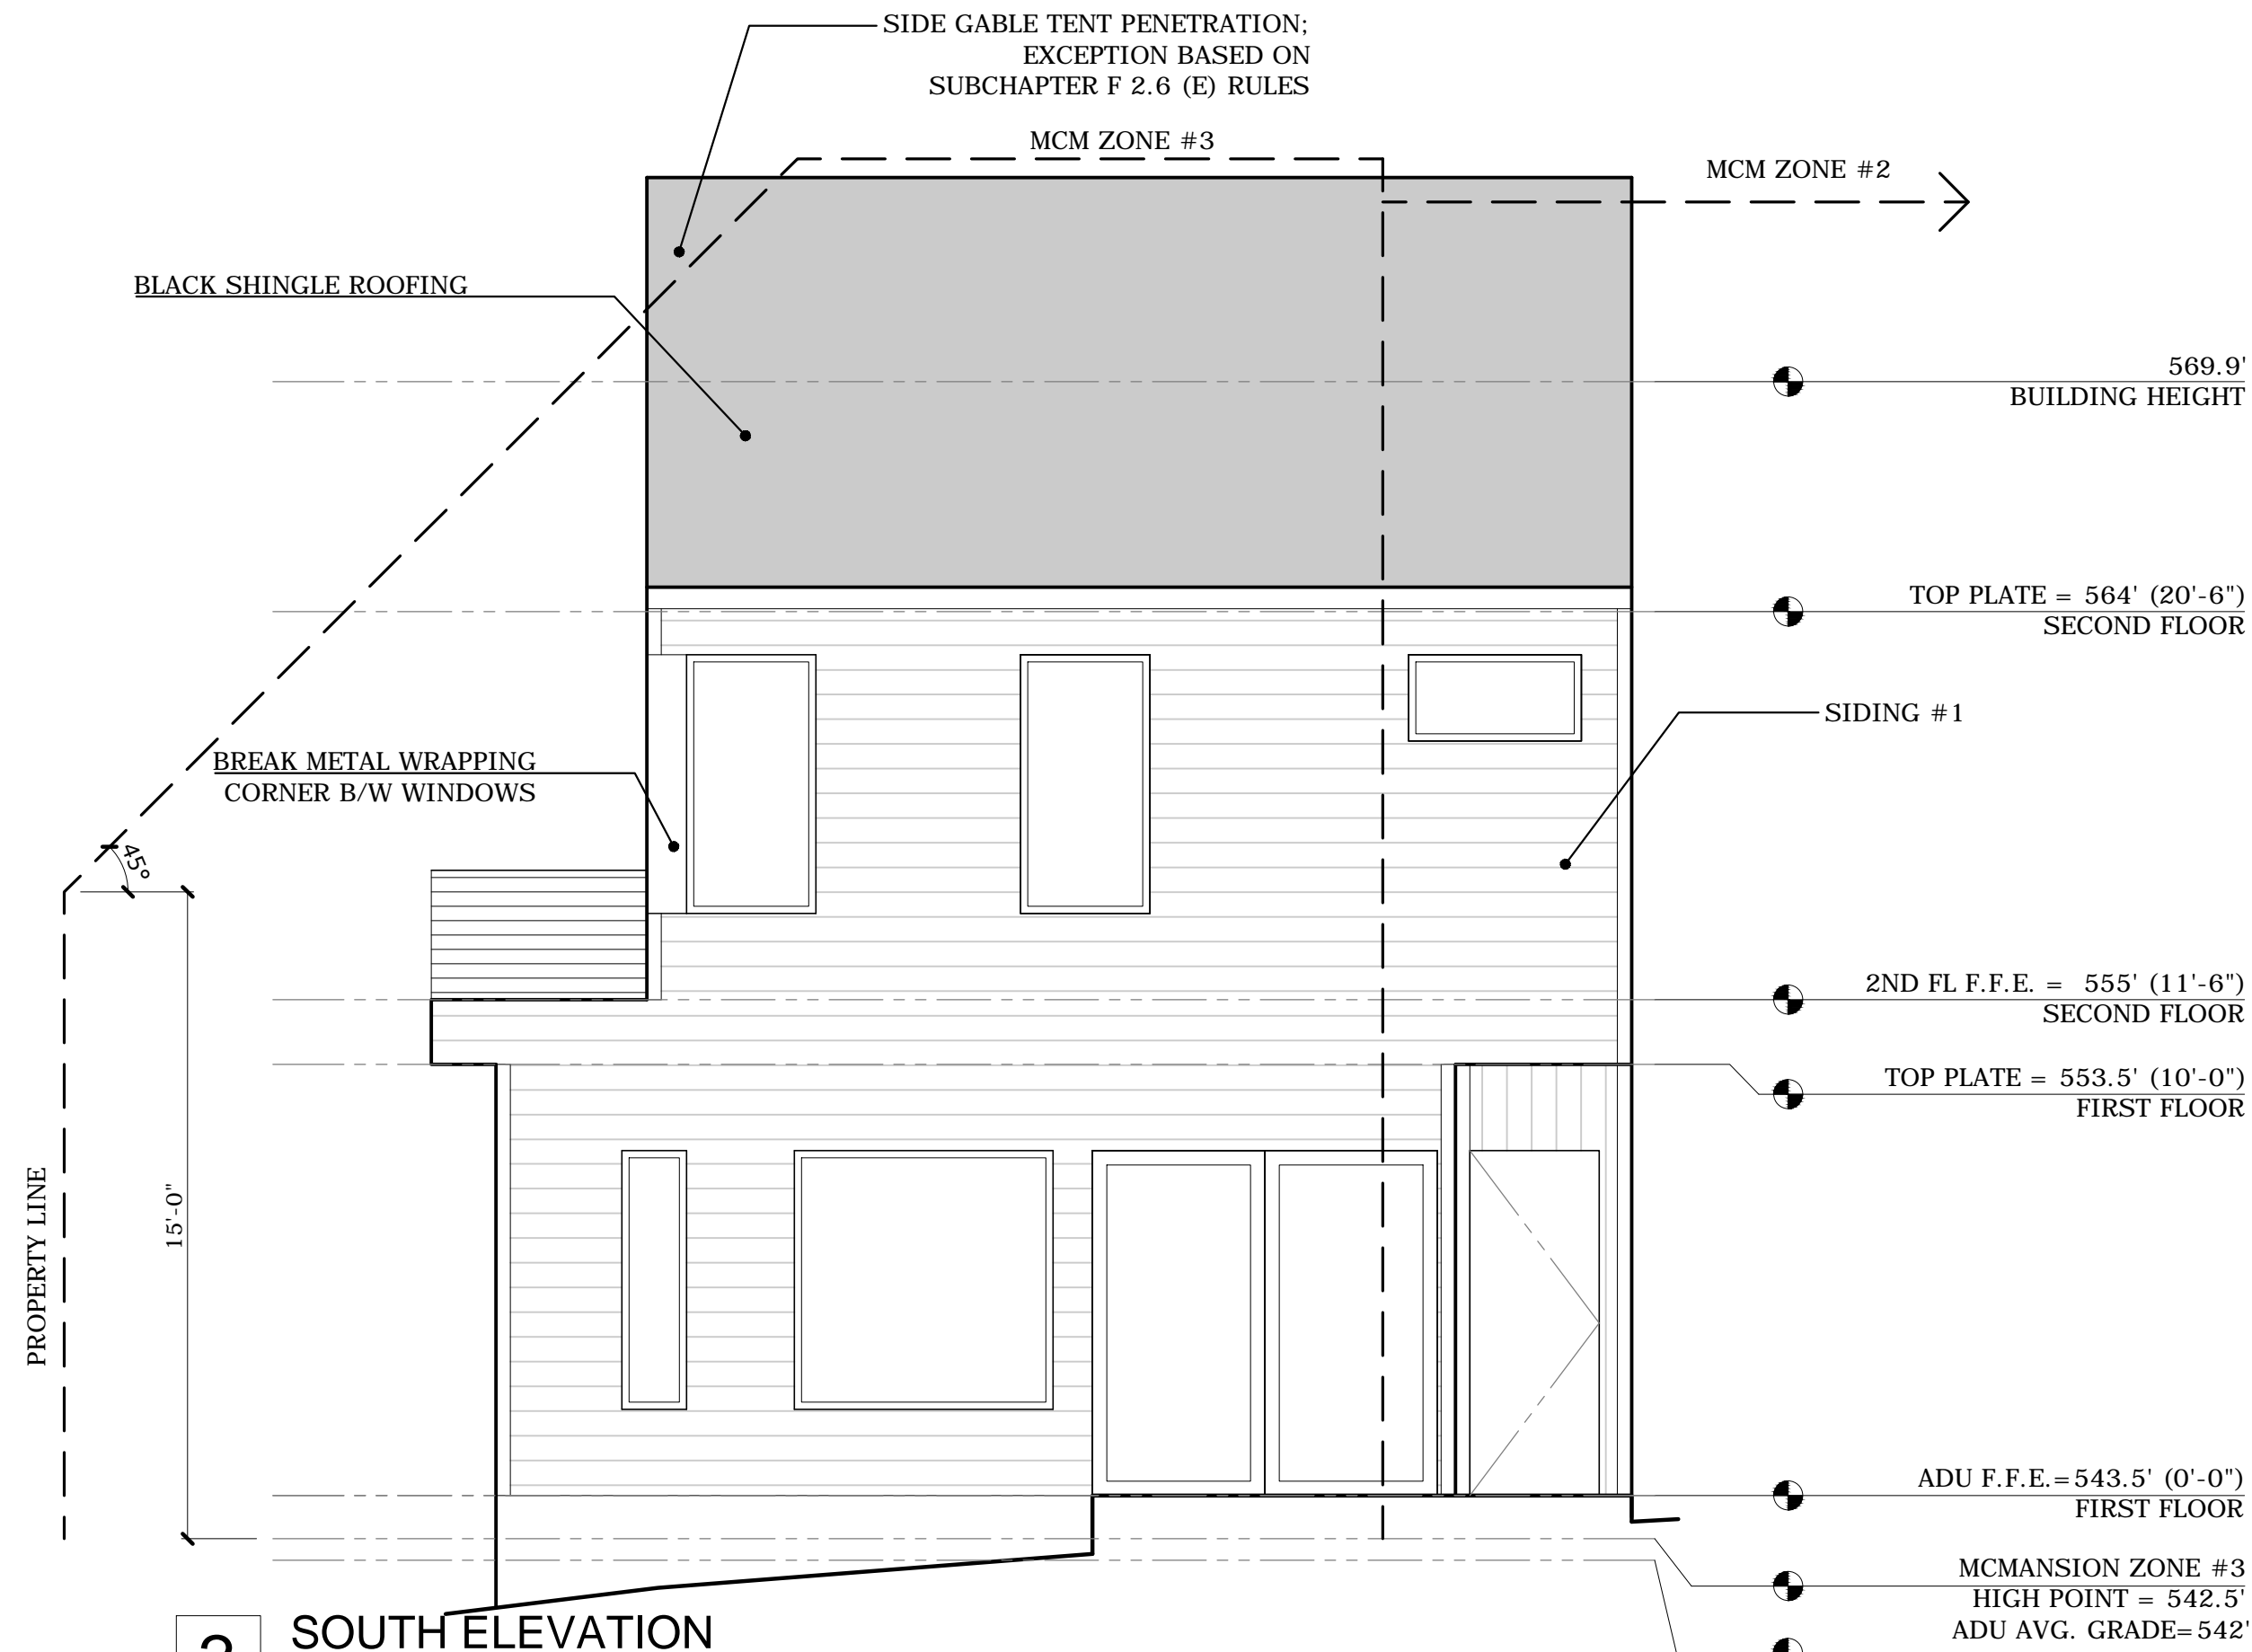 SIDE GABLE TENT PENETRATION;
EXCEPTION BASED ON
SUBCHAPTER F 2.6 (E) RULES
MCM ZONE #3
MCM ZONE #2
BLACK SHINGLE ROOFING
569.9'
BUILDING HEIGHT
TOP PLATE = 564' (20'-6")
SECOND FLOOR
SIDING #1
BREAK METAL WRAPPING
CORNER B/W WINDOWS
45°
2ND FL F.F.E. = 555' (11'-6")
SECOND FLOOR
TOP PLATE = 553.5' (10'-0")
FIRST FLOOR
PROPERTY LINE
15'-0"
ADU F.F.E.=543.5' (0'-0")
FIRST FLOOR
MCMANSION ZONE #3
HIGH POINT = 542.5'
ADU AVG. GRADE=542'
SOUTH ELEVATION